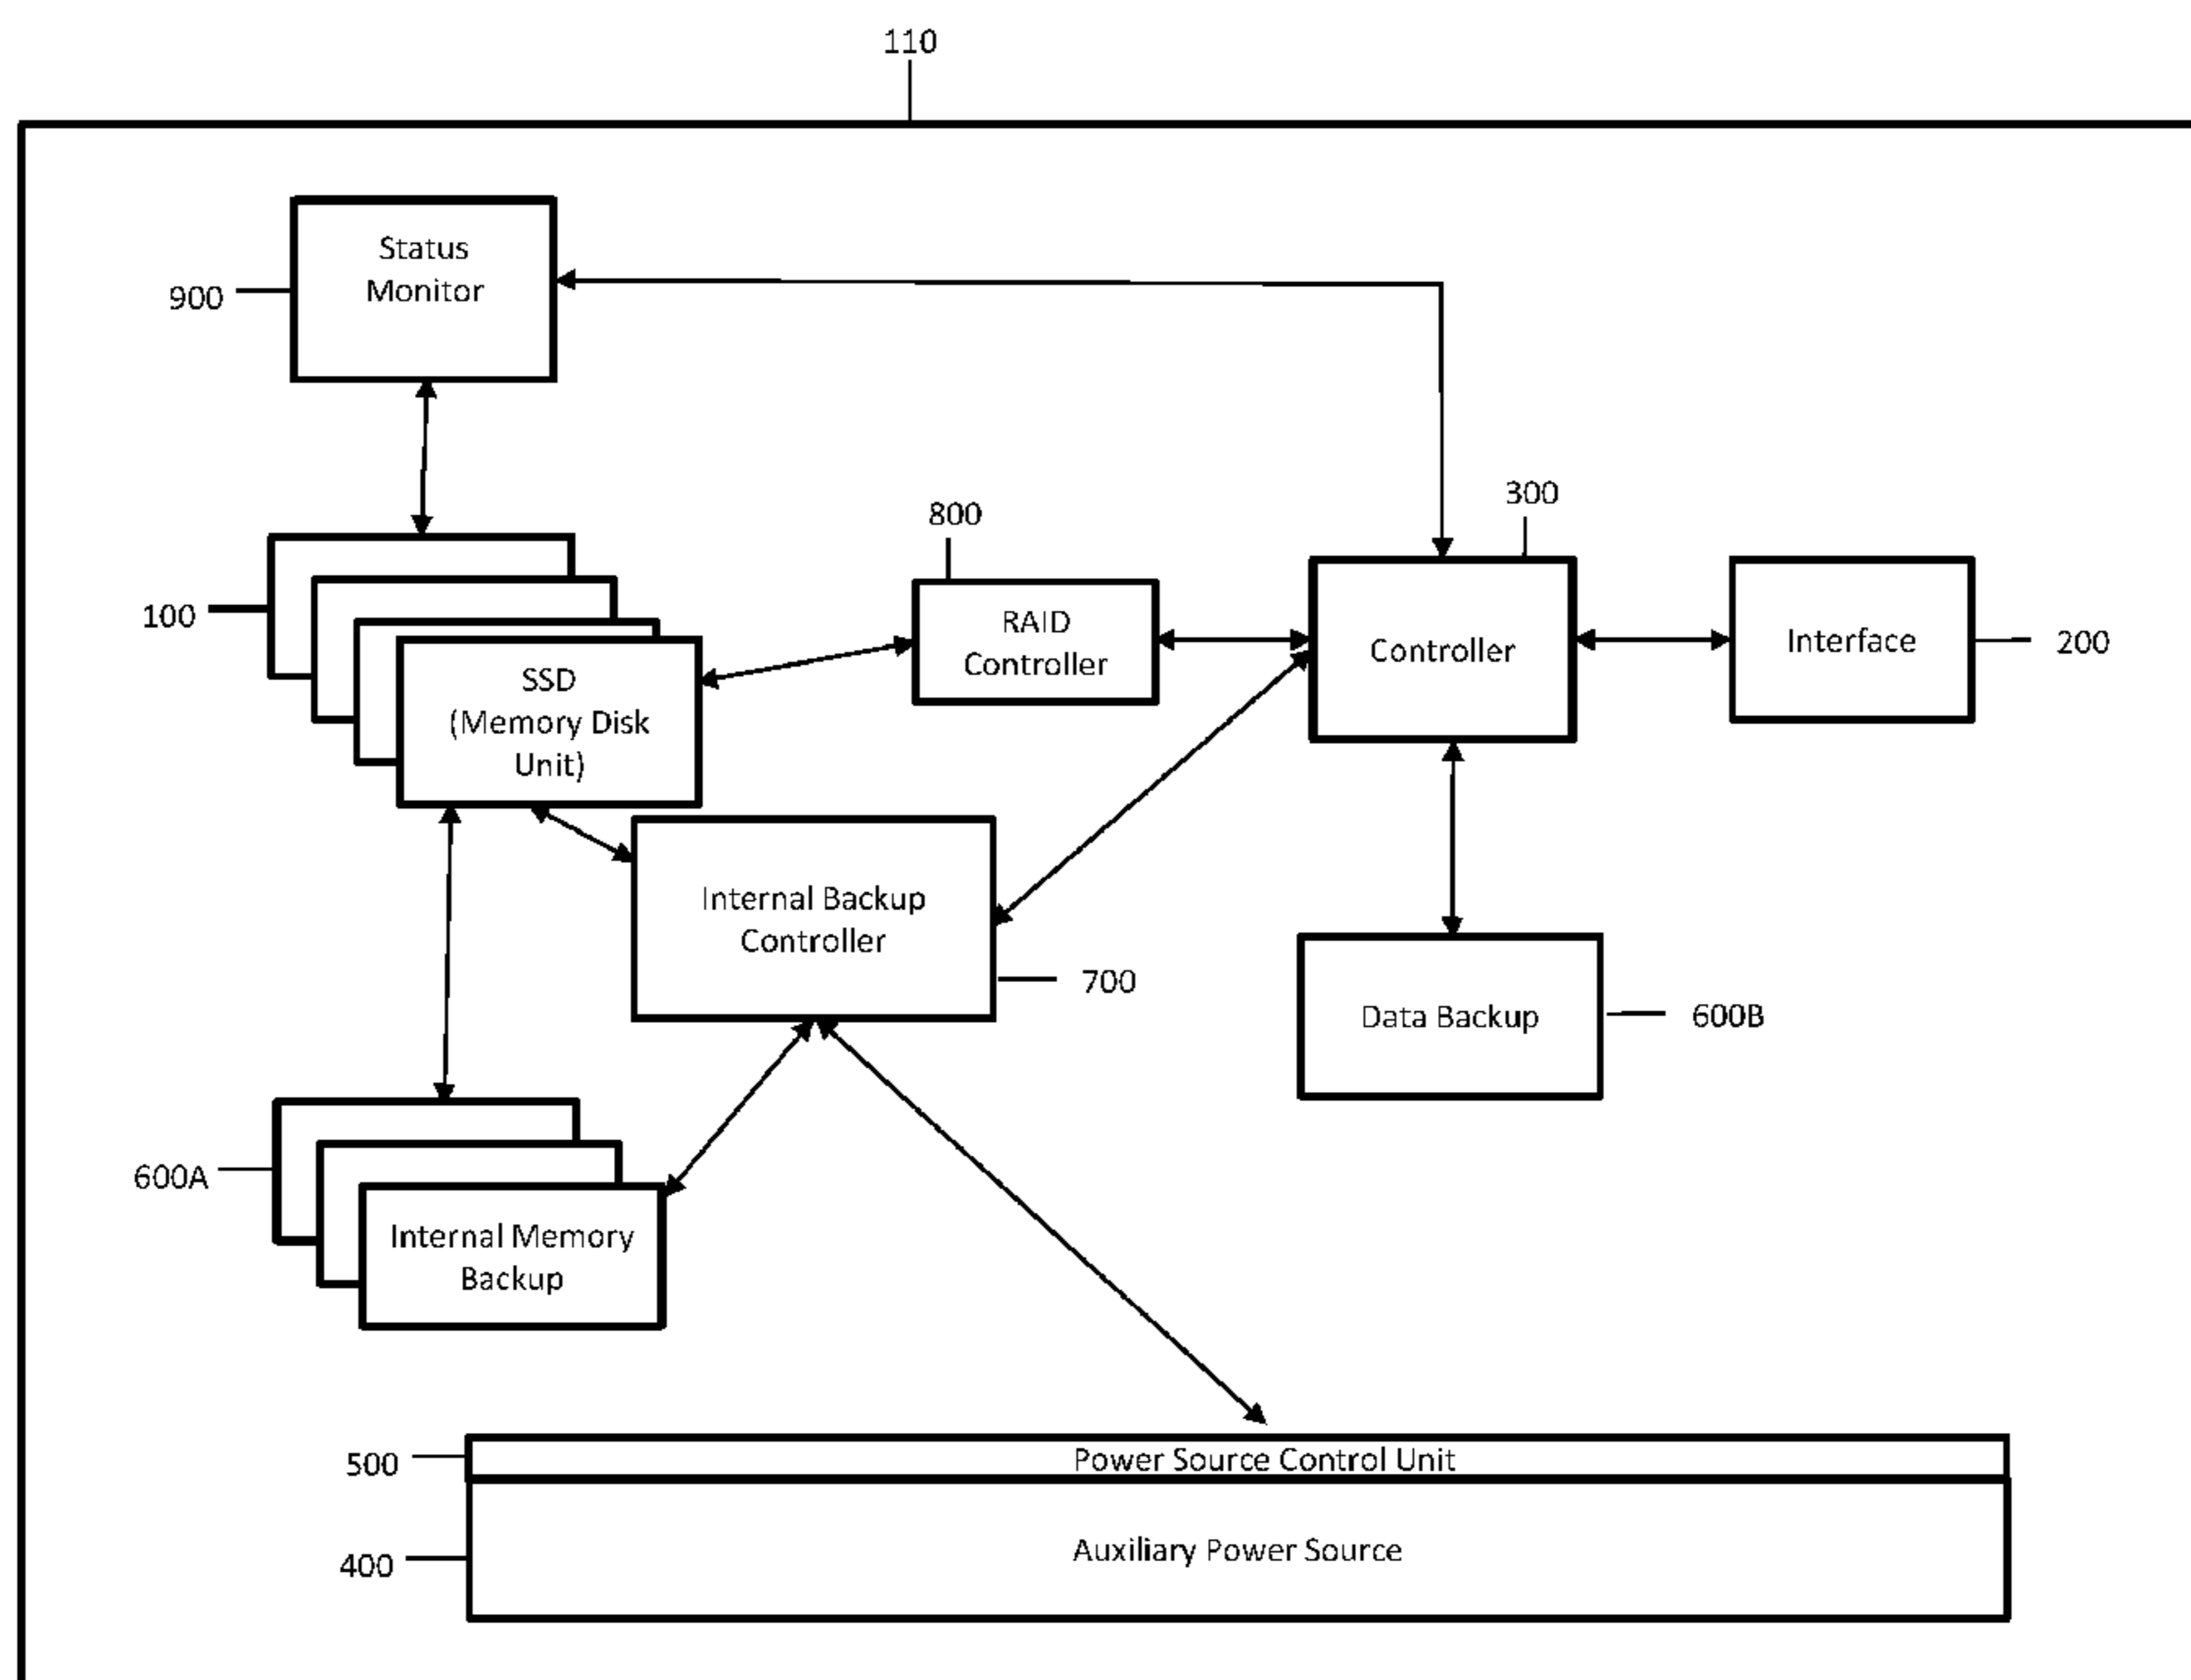 110
Status
Monitor
900
300
800
100
RAID
Controller
Controller
Interface
200
SSD
(Memory Disk
Unit)
Internal Backup
Controller
700
Data Backup
600B
600A
Internal Memory
Backup
500
Power Source Control Unit
400
Auxiliary Power Source